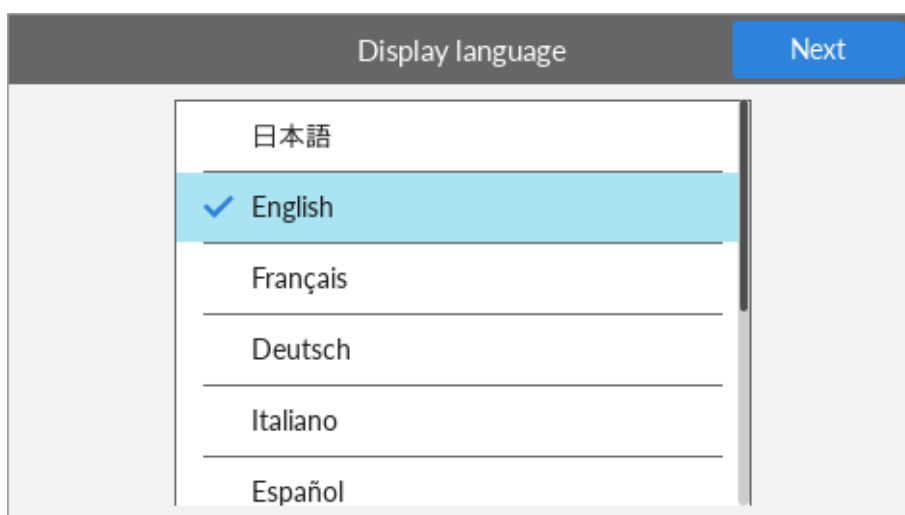 Display language
Next
日本語
English
Français
Deutsch
Italiano
Español